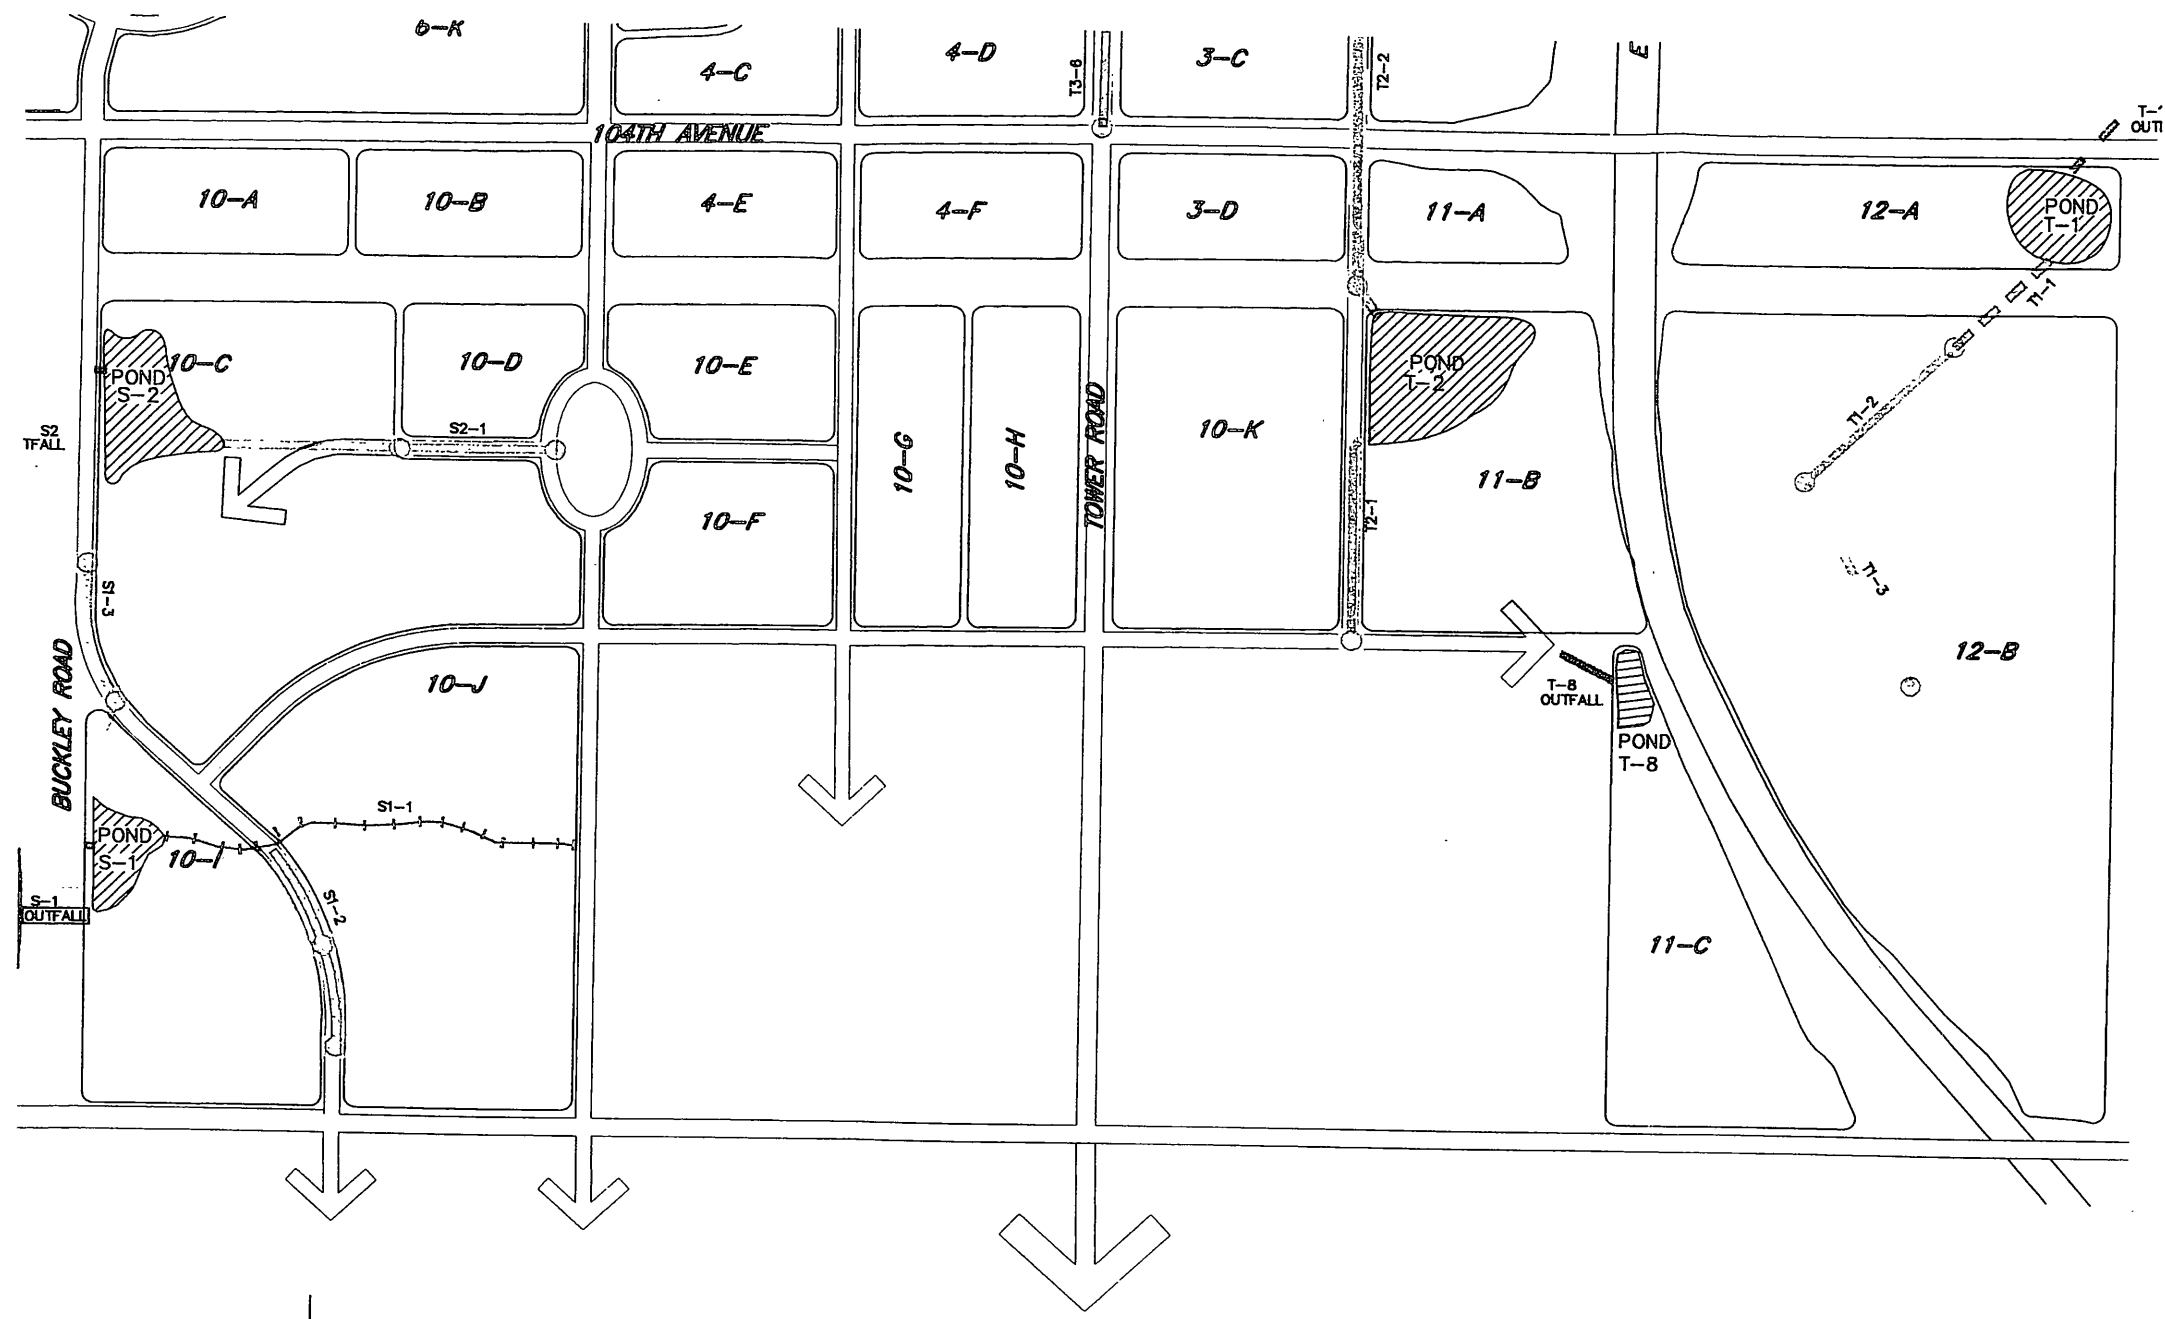 6-K
4-C
4-D
T3-6
3-C
T2-2
E
104TH AVENUE
10-A
10-B
4-E
4-F
3-D
11-A
12-A
POND
T-1
T1-1
10-C
POND
S-2
10-D
10-E
S2
TFALL
S2-1
10-F
10-G
10-H
TOWER ROAD
10-K
POND
T-2
11-B
T2-1
T1-2
T1-3
12-B
S1-3
BUCKLEY ROAD
10-J
T-8
OUTFALL
POND
T-8
S1-1
POND
S-1
10-I
S-1
OUTFALL
S1-2
11-C